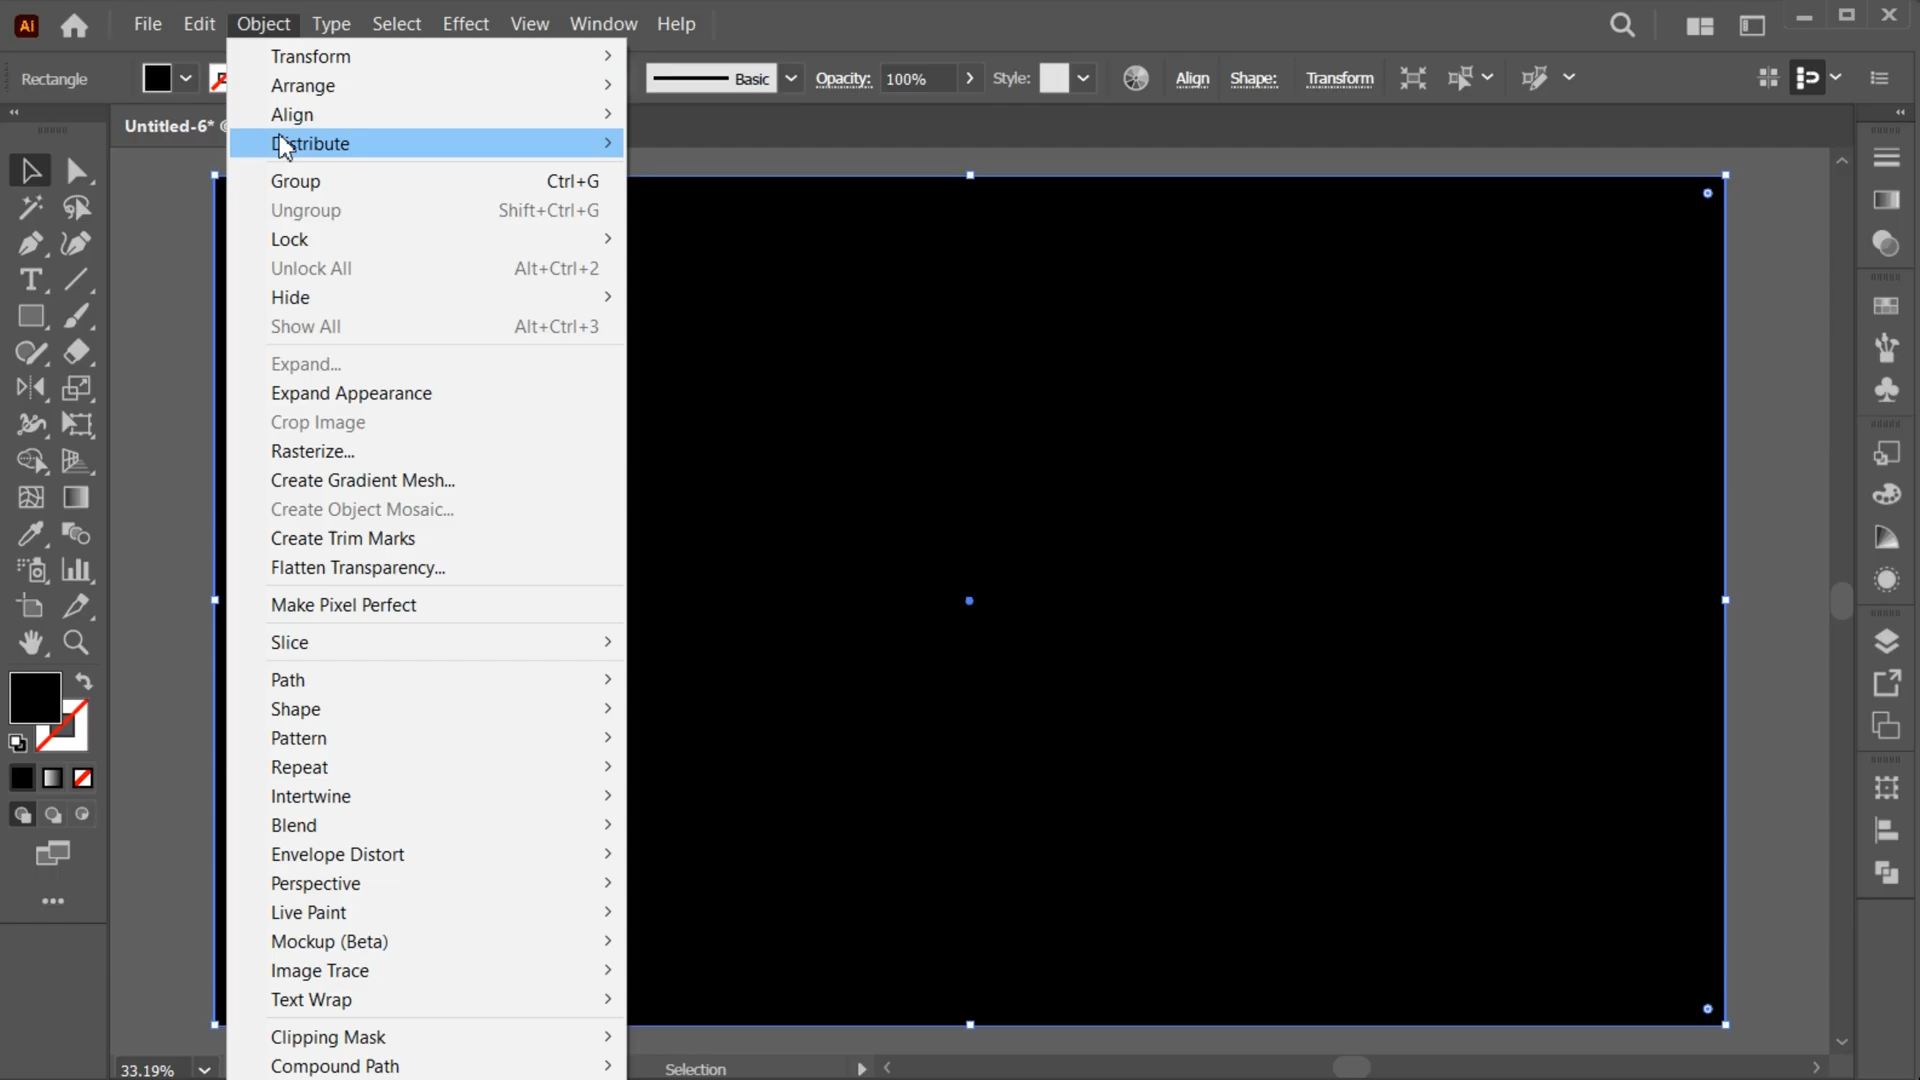 Ai File Edit Object Type Select Effect View Window Help
Rectangle Basic Opacity: 100% Style: Align Shape: Transform
Untitled-6*
Transform
Arrange
Align
Distribute
Group Ctrl+G
Ungroup Shift+Ctrl+G
Lock
Unlock All Alt+Ctrl+2
Hide
Show All Alt+Ctrl+3
Expand...
Expand Appearance
Crop Image
Rasterize...
Create Gradient Mesh...
Create Object Mosaic...
Create Trim Marks
Flatten Transparency...
Make Pixel Perfect
Slice
Path
Shape
Pattern
Repeat
Intertwine
Blend
Envelope Distort
Perspective
Live Paint
Mockup (Beta)
Image Trace
Text Wrap
Clipping Mask
Compound Path
33.19% Selection